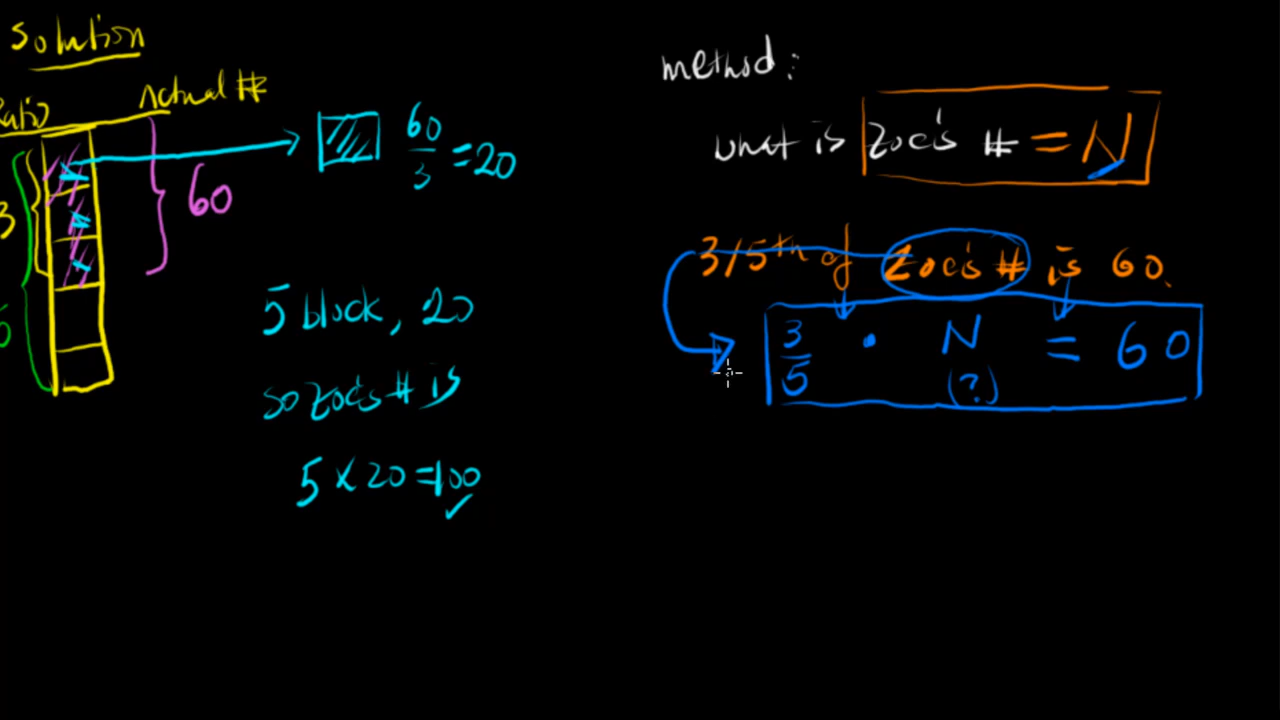 Solution
Ratio Actual #
3
60
5
60/3 = 20
5 block, 20
so Zoe's # is
5 x 20 = 100 ✓
method:
what is Zoe's # = N
3/5th of Zoe's # is 60.
3/5 • N = 60
(?)